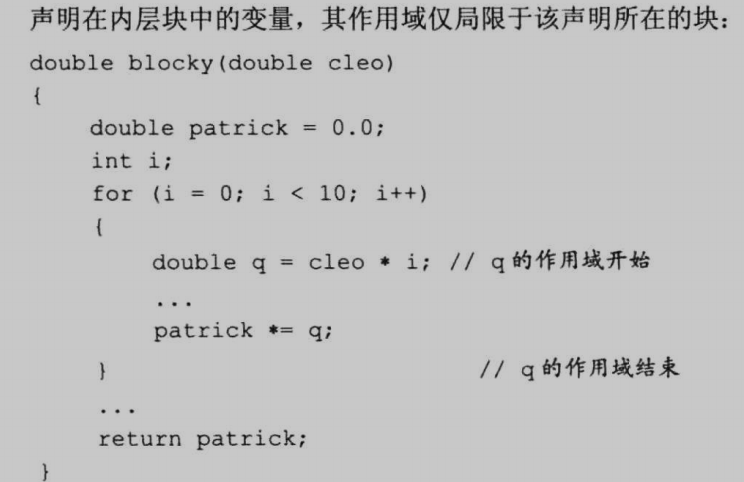 声明在内层块中的变量，其作用域仅局限于该声明所在的块：
double blocky(double cleo)
{
    double patrick = 0.0;
    int i;
    for (i = 0; i < 10; i++)
    {
        double q = cleo * i; // q的作用域开始
        ...
        patrick *= q;
    }                        // q的作用域结束
    ...
    return patrick;
}